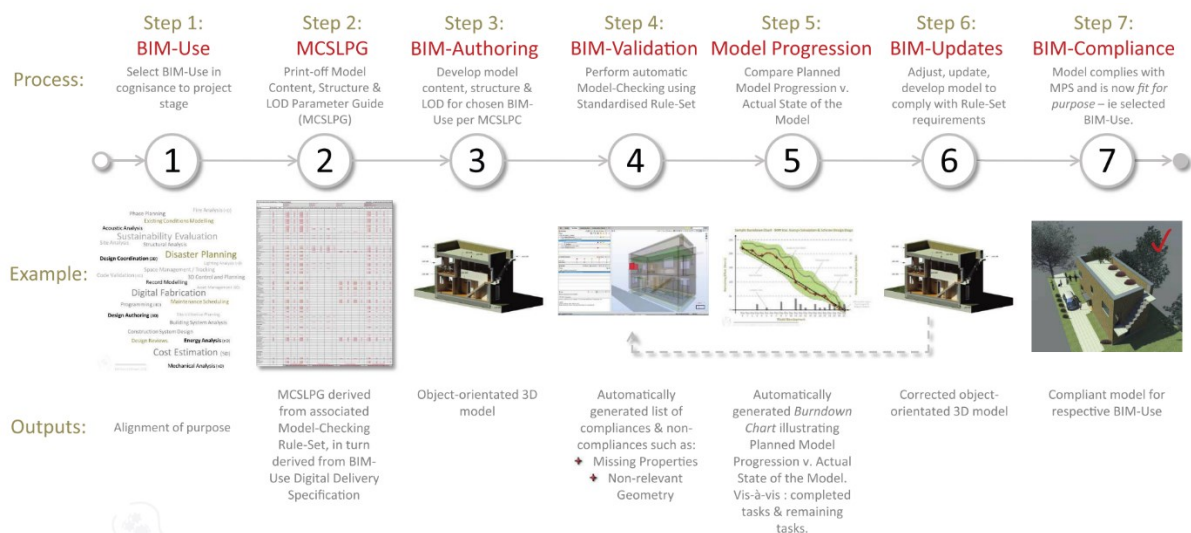 Step 1:
BIM-Use
Step 2:
MCSLPG
Step 3:
BIM-Authoring
Step 4:
BIM-Validation
Step 5:
Model Progression
Step 6:
BIM-Updates
Step 7:
BIM-Compliance
Process:
Select BIM-Use in
cognisance to project
stage
Print-off Model
Content, Structure &
LOD Parameter Guide
(MCSLPG)
Develop model
content, structure &
LOD for chosen BIM-
Use per MCSLPC
Perform automatic
Model-Checking using
Standardised Rule-Set
Compare Planned
Model Progression v.
Actual State of the
Model
Adjust, update,
develop model to
comply with Rule-Set
requirements
Model complies with
MPS and is now fit for
purpose – ie selected
BIM-Use.
1
2
3
4
5
6
7
Example:
Phase Planning
Existing Conditions Modelling
Acoustic Analysis
Sustainability Evaluation
Structural Analysis
Disaster Planning
Design Coordination (3D)
Space Management / Tracking
3D Control and Planning
Record Modelling
Digital Fabrication
Maintenance Scheduling
Programming
Design Authoring
Building System Analysis
Construction System Design
Design Reviews
Energy Analysis
Cost Estimation (5D)
Mechanical Analysis
Outputs:
Alignment of purpose
MCSLPG derived
from associated
Model-Checking
Rule-Set, in turn
derived from BIM-
Use Digital Delivery
Specification
Object-orientated 3D
model
Automatically
generated list of
compliances & non-
compliances such as:
Missing Properties
Non-relevant
Geometry
Automatically
generated Burndown
Chart illustrating
Planned Model
Progression v. Actual
State of the Model.
Vis-à-vis : completed
tasks & remaining
tasks.
Corrected object-
orientated 3D model
Compliant model for
respective BIM-Use